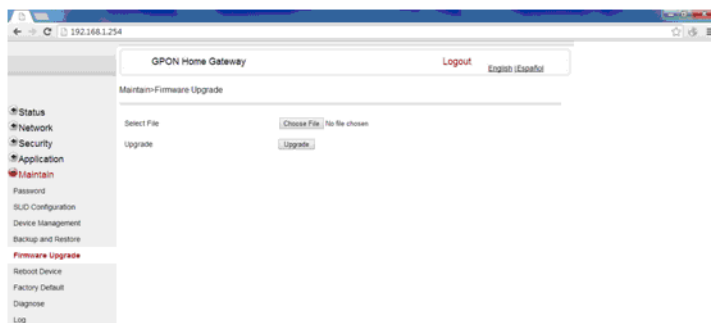 192.168.1.254
GPON Home Gateway
Logout
English |Español
Maintain>Firmware Upgrade
Status
Network
Security
Application
Maintain
Password
SLID Configuration
Device Management
Backup and Restore
Firmware Upgrade
Reboot Device
Factory Default
Diagnose
Log
Select File
Choose File No file chosen
Upgrade
Upgrade